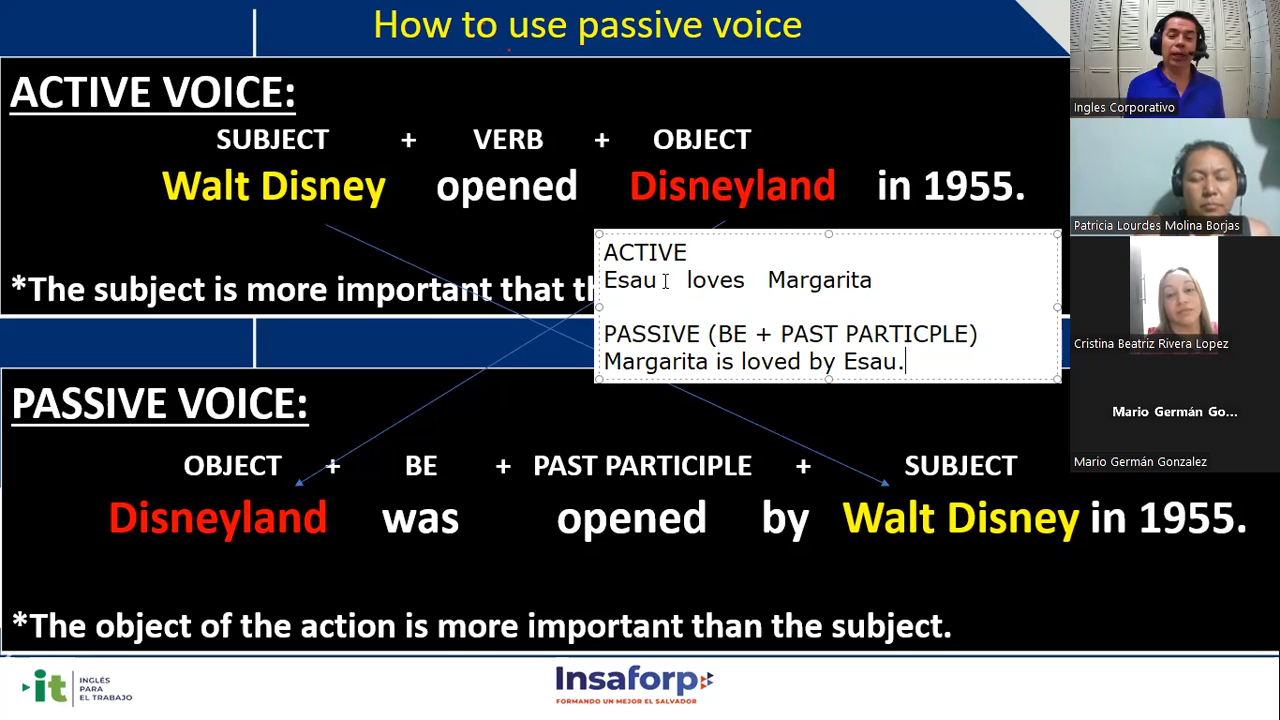 How to use passive voice
ACTIVE VOICE:
SUBJECT + VERB + OBJECT
Walt Disney opened Disneyland in 1955.
*The subject is more important that th
ACTIVE
Esau loves Margarita
PASSIVE (BE + PAST PARTICPLE)
Margarita is loved by Esau.
PASSIVE VOICE:
OBJECT + BE + PAST PARTICIPLE + SUBJECT
Disneyland was opened by Walt Disney in 1955.
*The object of the action is more important than the subject.
it INGLÉS
PARA
EL TRABAJO
Insaforp
FORMANDO UN MEJOR EL SALVADOR
Ingles Corporativo
Patricia Lourdes Molina Borjas
Cristina Beatriz Rivera Lopez
Mario Germán Go...
Mario Germán Gonzalez